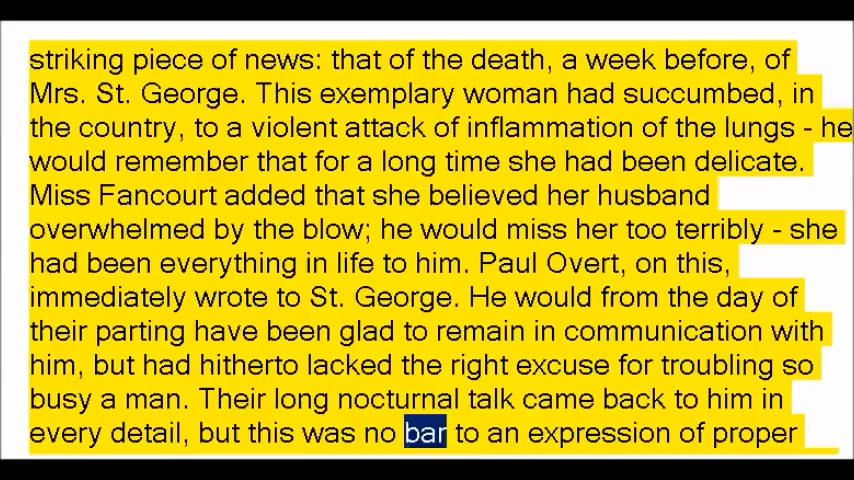 striking piece of news: that of the death, a week before, of
Mrs. St. George. This exemplary woman had succumbed, in
the country, to a violent attack of inflammation of the lungs - he
would remember that for a long time she had been delicate.
Miss Fancourt added that she believed her husband
overwhelmed by the blow; he would miss her too terribly - she
had been everything in life to him. Paul Overt, on this,
immediately wrote to St. George. He would from the day of
their parting have been glad to remain in communication with
him, but had hitherto lacked the right excuse for troubling so
busy a man. Their long nocturnal talk came back to him in
every detail, but this was no bar to an expression of proper